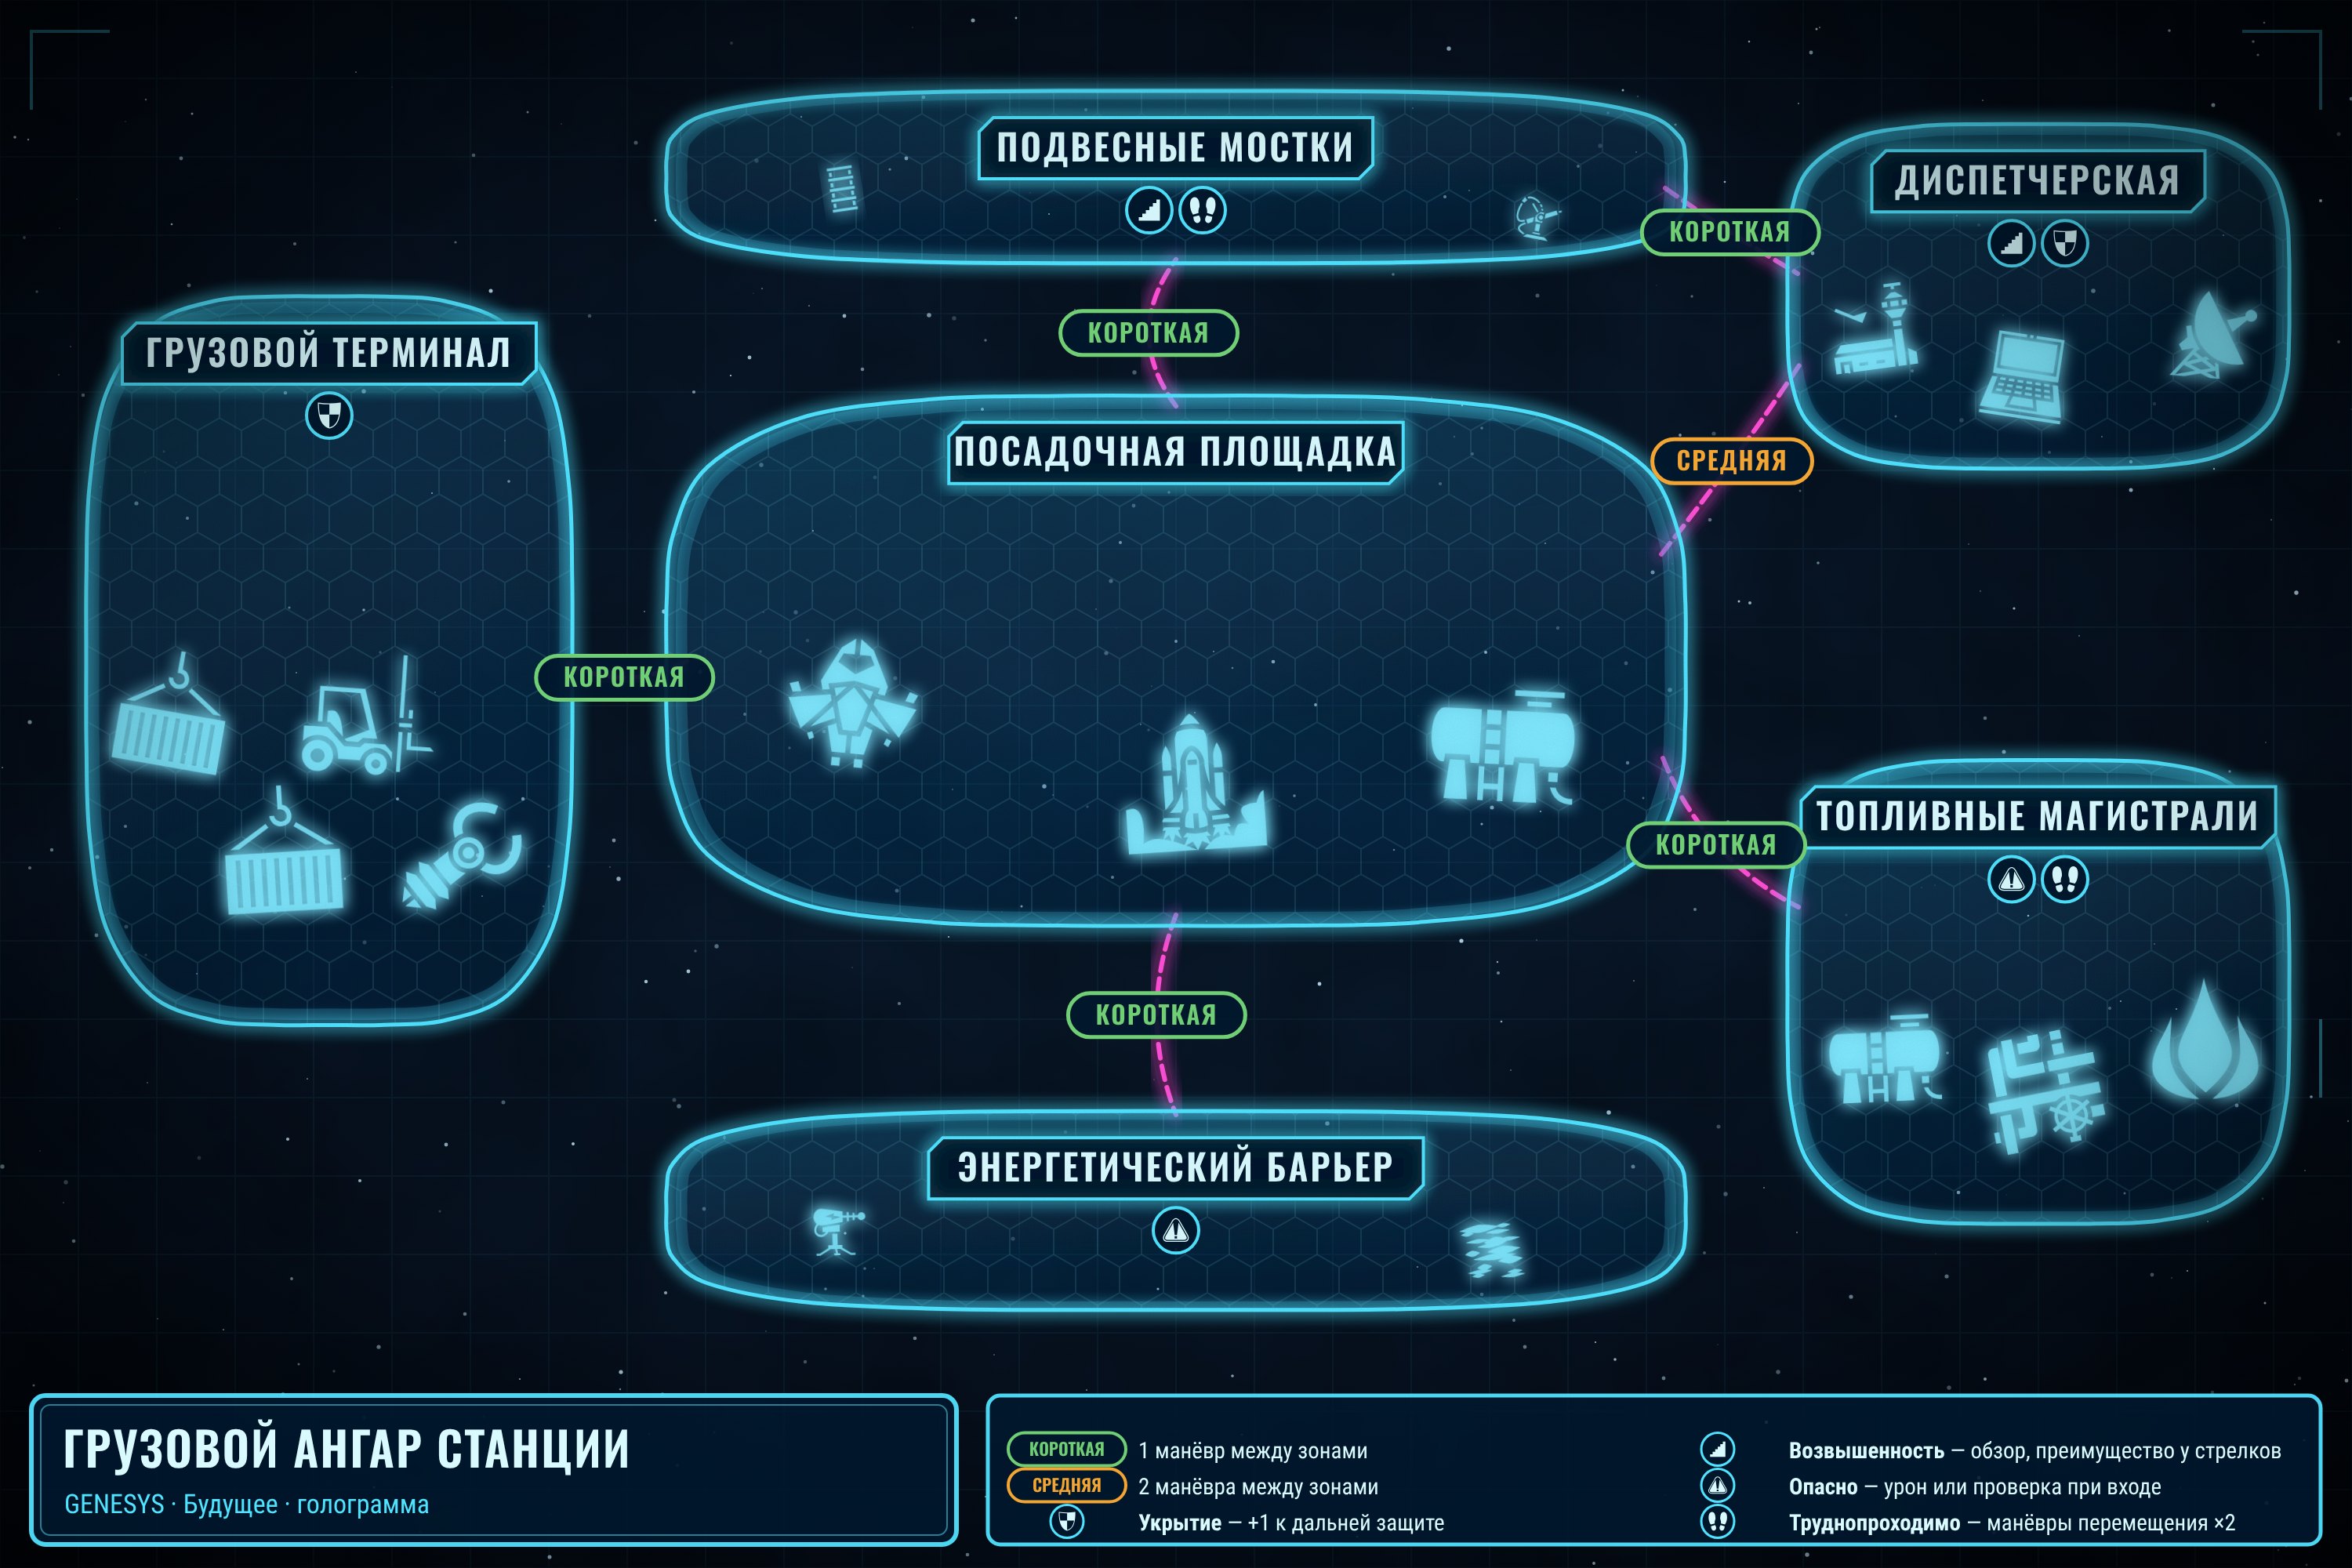 ПОДВЕСНЫЕ МОСТКИ
ДИСПЕТЧЕРСКАЯ
КОРОТКАЯ
КОРОТКАЯ
ГРУЗОВОЙ ТЕРМИНАЛ
ПОСАДОЧНАЯ ПЛОЩАДКА
СРЕДНЯЯ
КОРОТКАЯ
ТОПЛИВНЫЕ МАГИСТРАЛИ
КОРОТКАЯ
КОРОТКАЯ
ЭНЕРГЕТИЧЕСКИЙ БАРЬЕР
ГРУЗОВОЙ АНГАР СТАНЦИИ
GENESYS · Будущее · голограмма
КОРОТКАЯ 1 манёвр между зонами
СРЕДНЯЯ 2 манёвра между зонами
Укрытие — +1 к дальней защите
Возвышенность — обзор, преимущество у стрелков
Опасно — урон или проверка при входе
Труднопроходимо — манёвры перемещения ×2